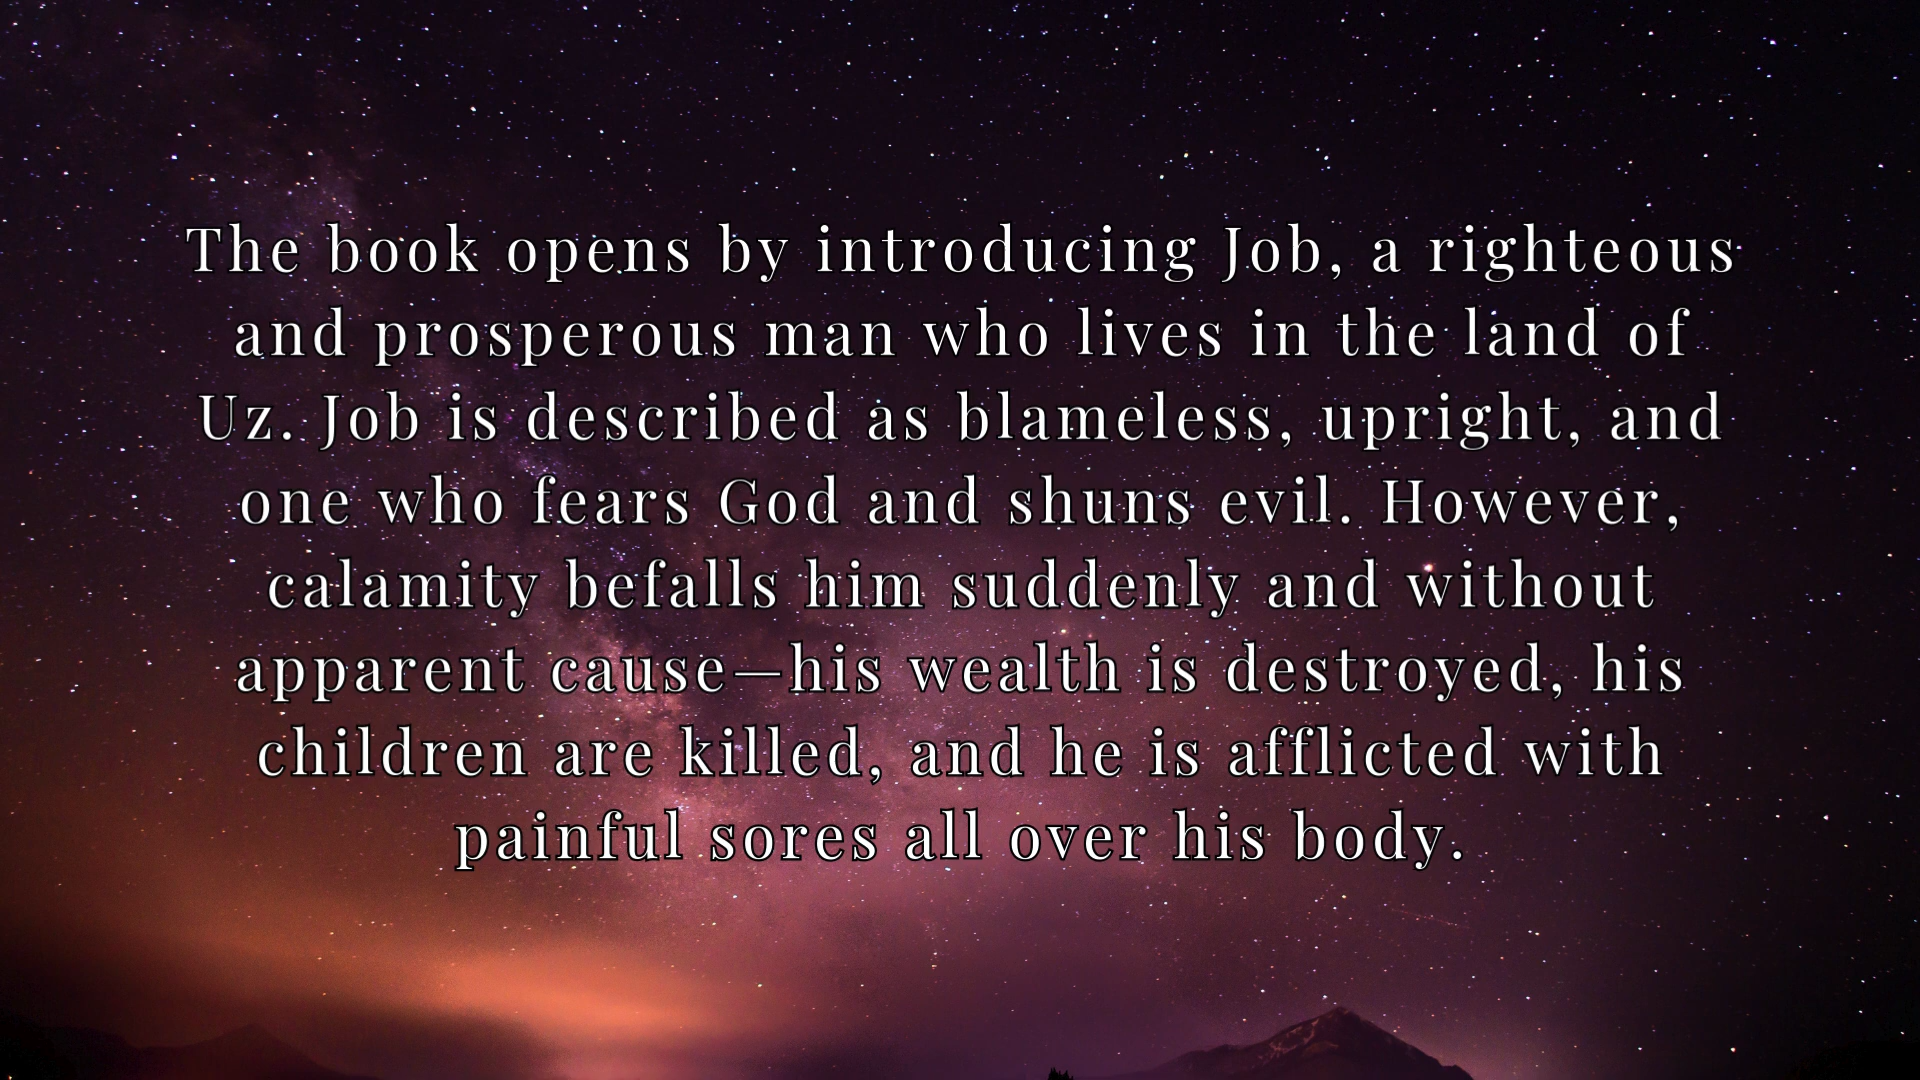 The book opens by introducing Job, a righteous
and prosperous man who lives in the land of
Uz. Job is described as blameless, upright, and
one who fears God and shuns evil. However,
calamity befalls him suddenly and without
apparent cause—his wealth is destroyed, his
children are killed, and he is afflicted with
painful sores all over his body.